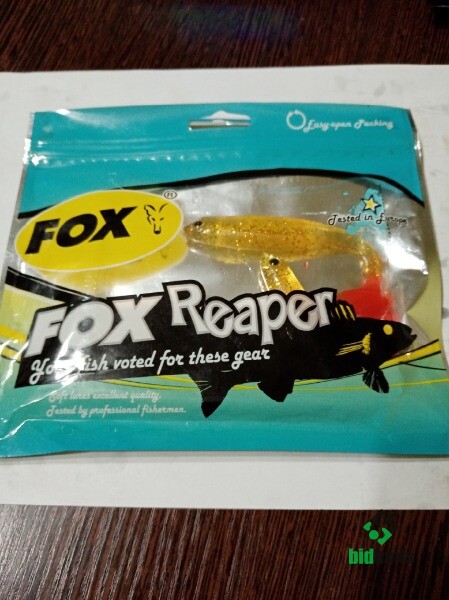 Easy open Packing
FOX ®
Tested in Europe
FOX Reaper
Your fish voted for these gear
Soft lures excellent quality.
Tested by professional fishermen.
bid